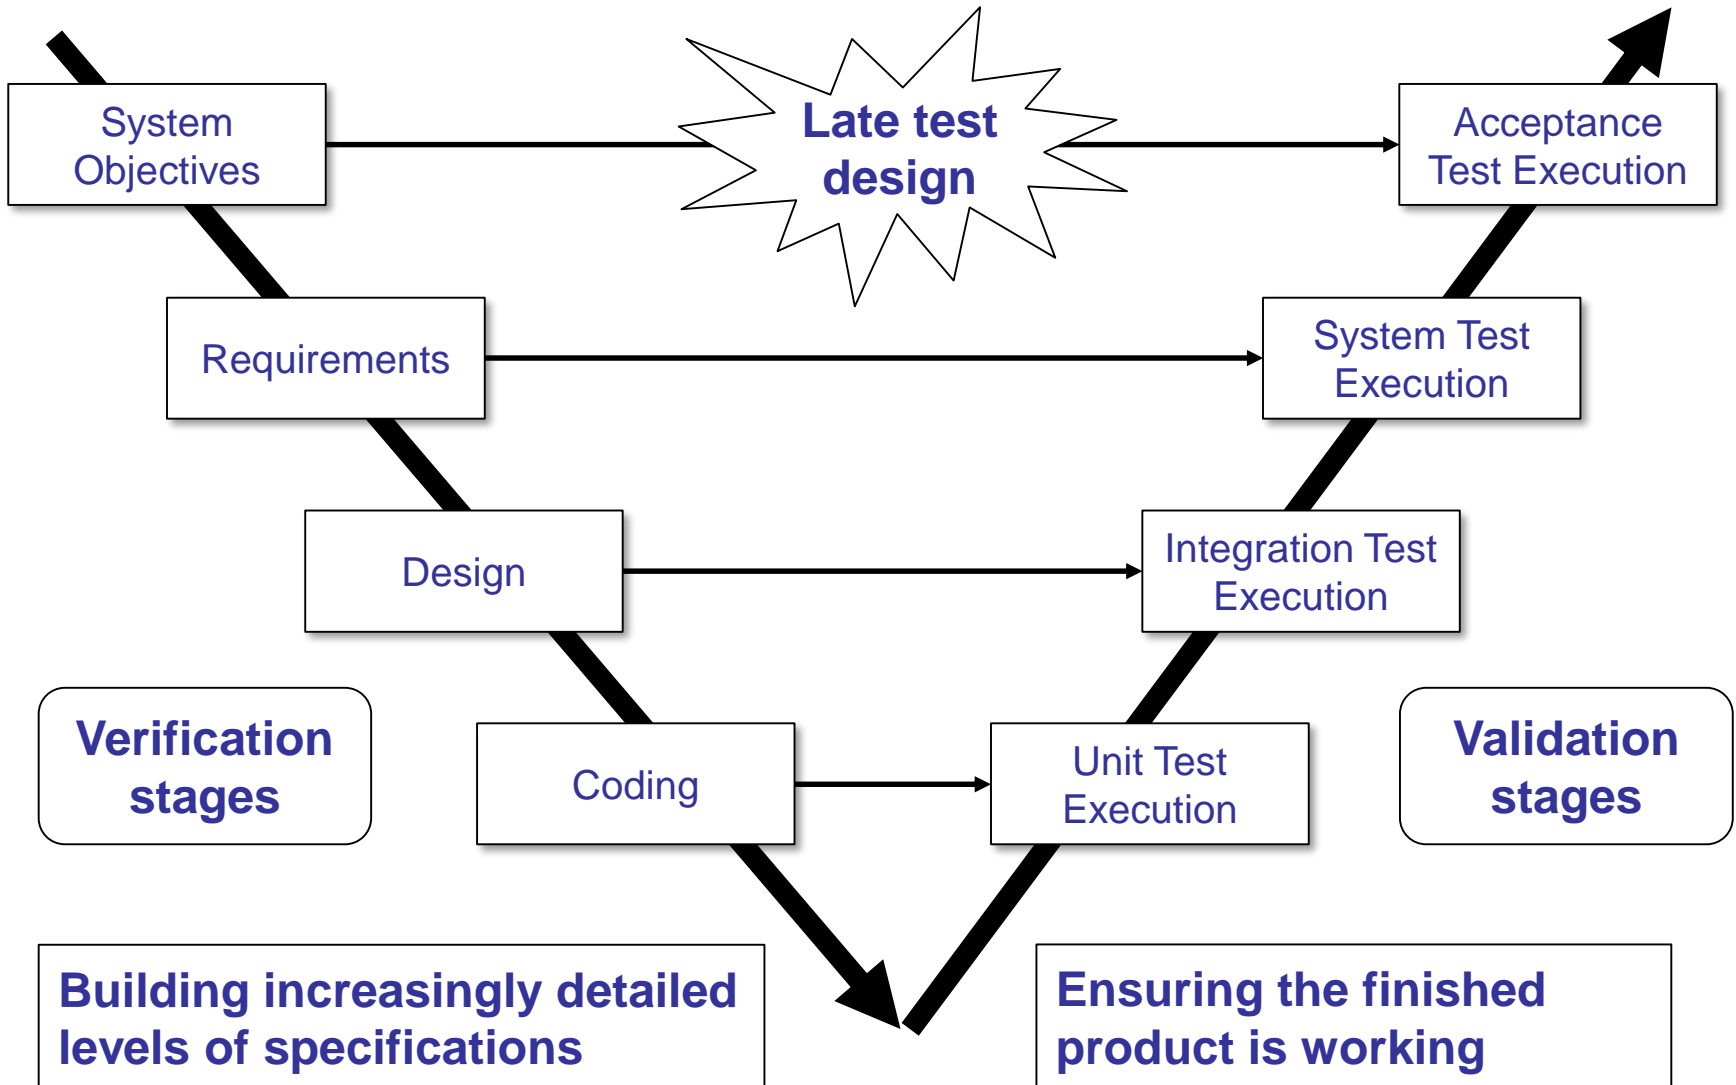 Late test
design
System
Objectives
Acceptance
Test Execution
Requirements
System Test
Execution
Design
Integration Test
Execution
Verification
stages
Coding
Unit Test
Execution
Validation
stages
Building increasingly detailed
levels of specifications
Ensuring the finished
product is working